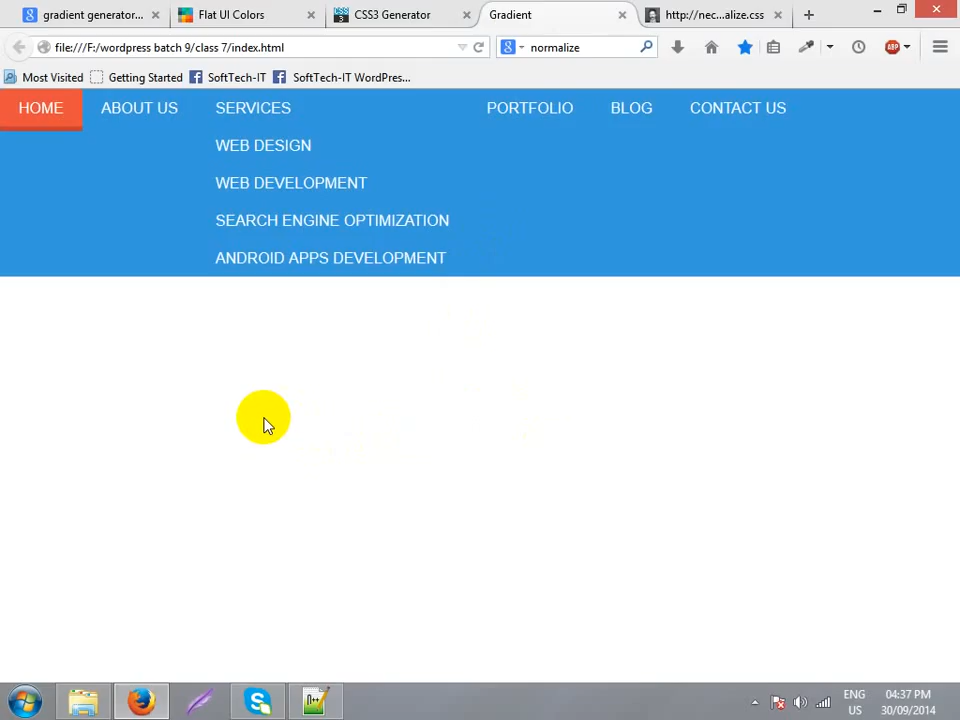 gradient generator...
Flat UI Colors
CSS3 Generator
Gradient
http://nec...alize.css
file:///F:/wordpress batch 9/class 7/index.html
normalize
Most Visited
Getting Started
SoftTech-IT
SoftTech-IT WordPres...
HOME
ABOUT US
SERVICES
PORTFOLIO
BLOG
CONTACT US
WEB DESIGN
WEB DEVELOPMENT
SEARCH ENGINE OPTIMIZATION
ANDROID APPS DEVELOPMENT
ENG
US
04:37 PM
30/09/2014